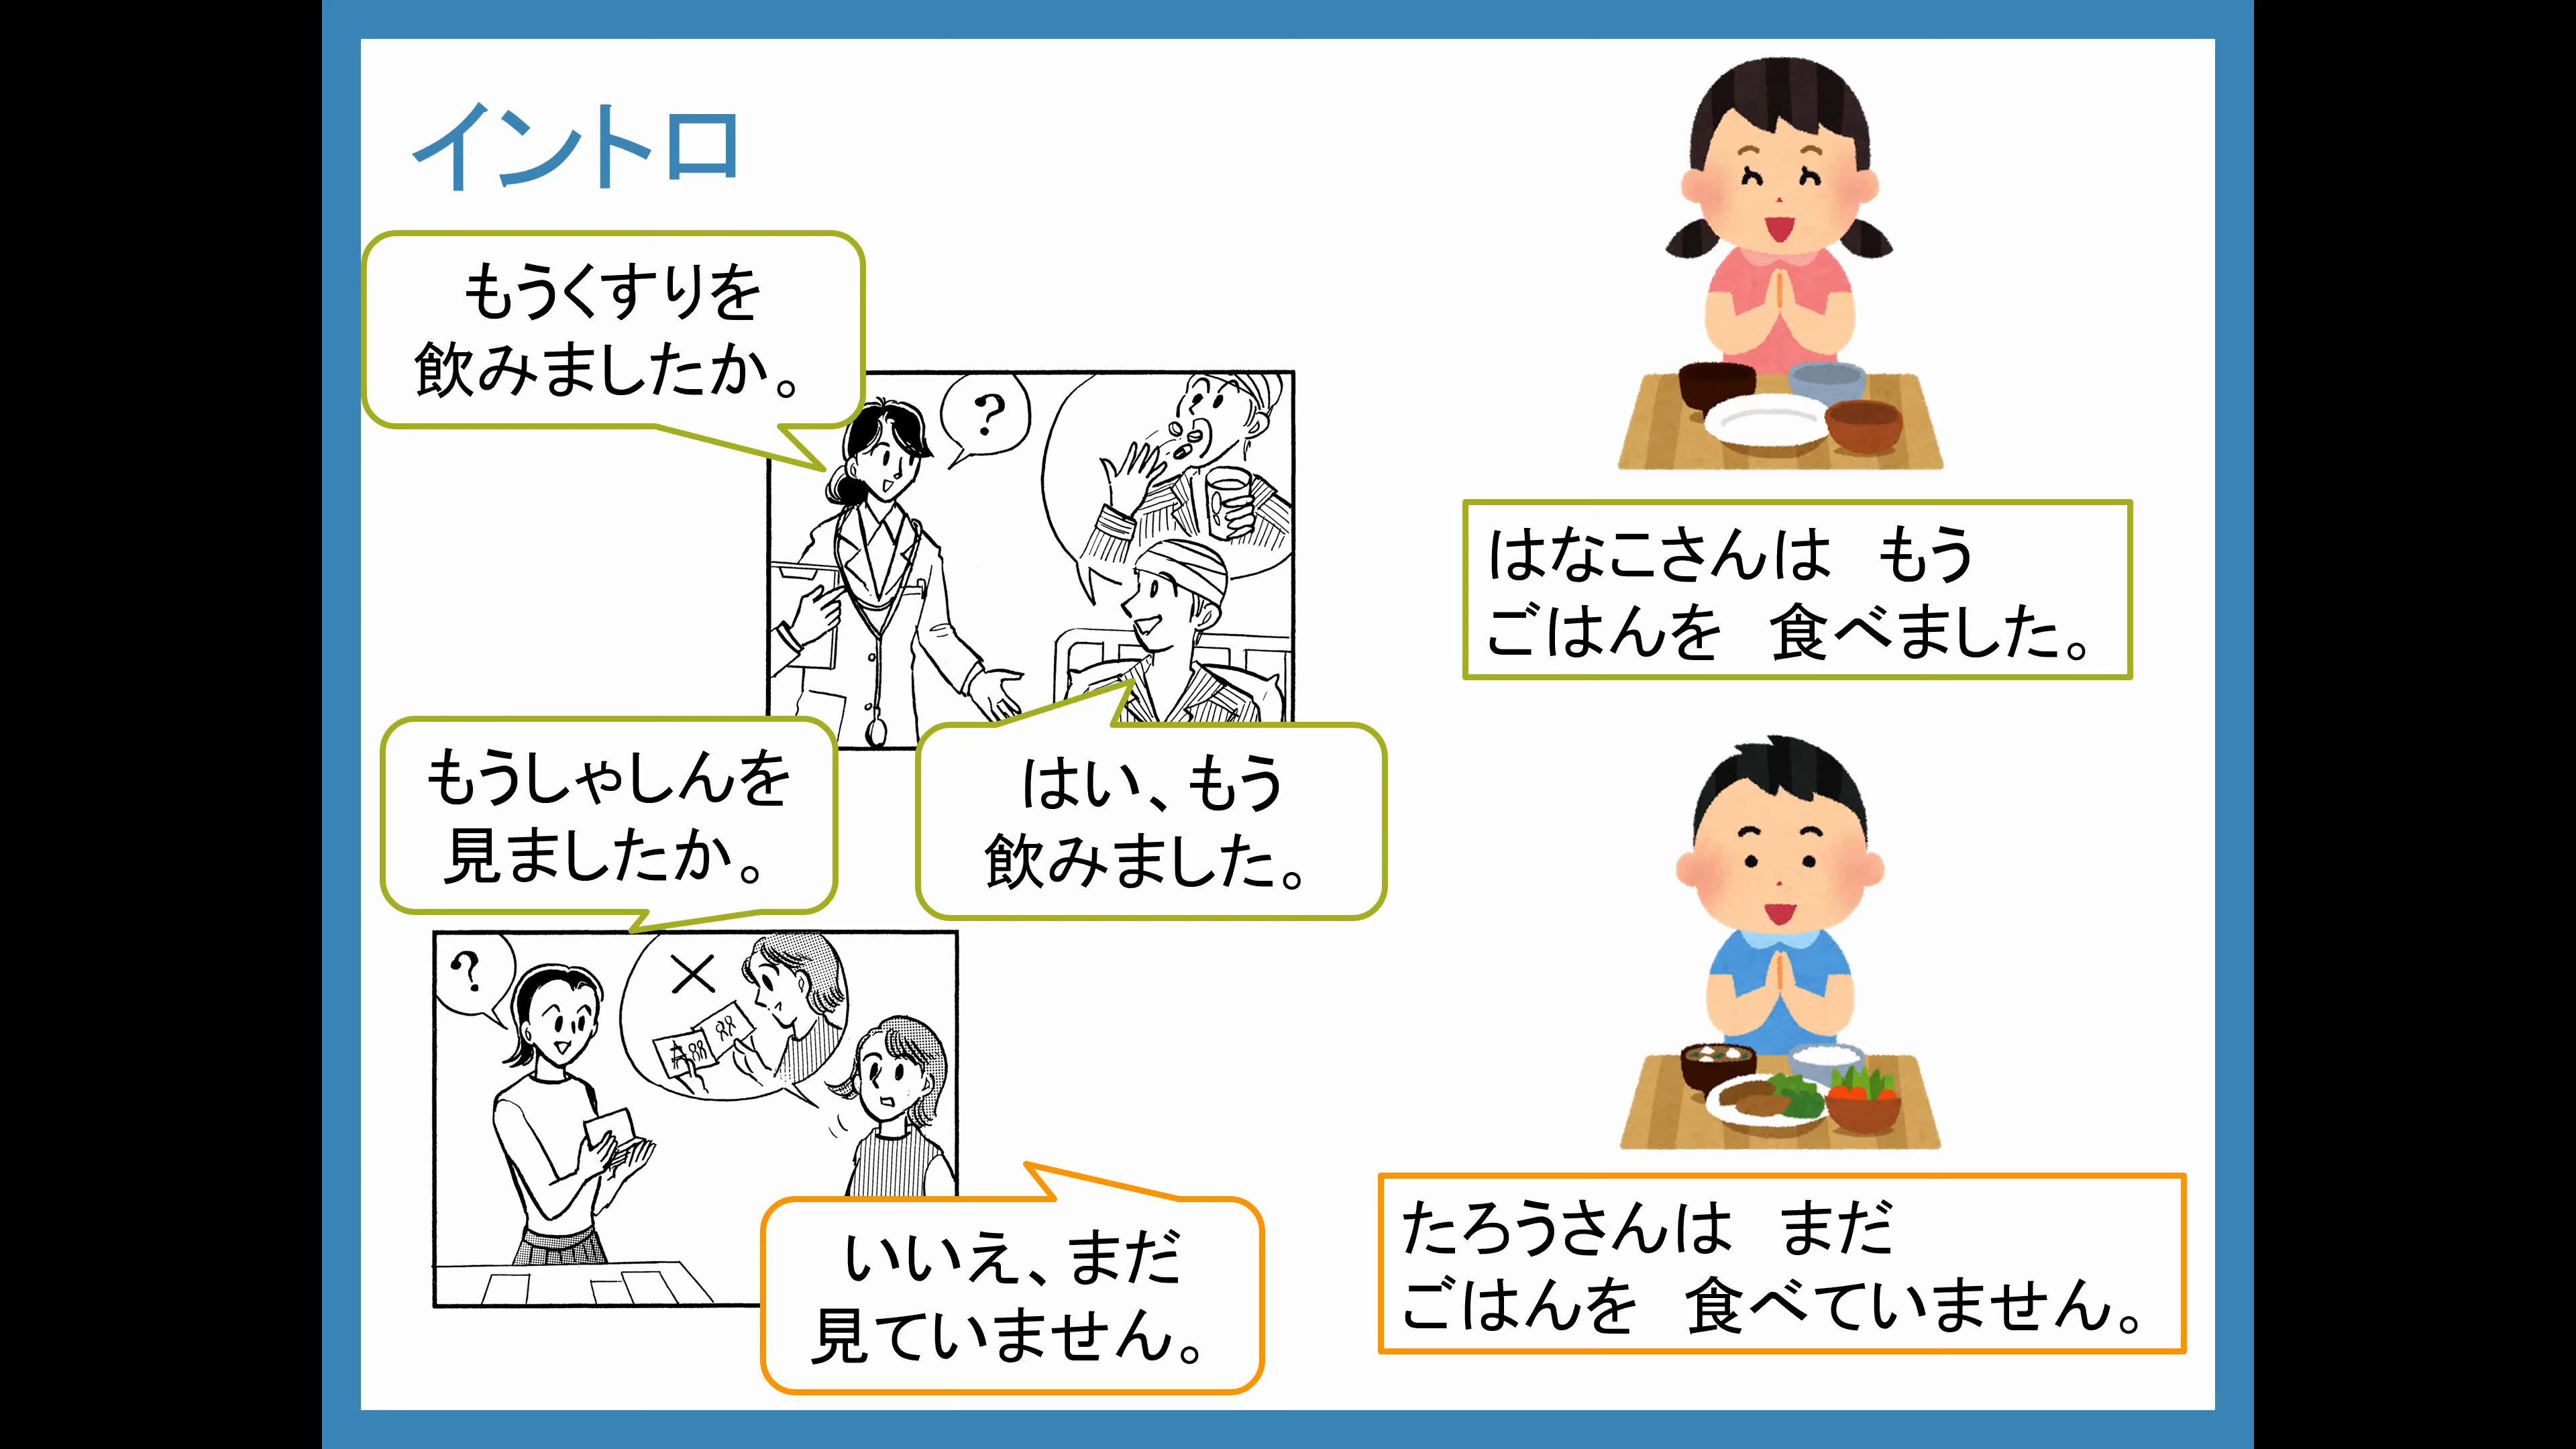 イントロ
もうくすりを
飲みましたか。
?
はい、もう
飲みました。
もうしゃしんを
見ましたか。
?
いいえ、まだ
見ていません。
はなこさんは　もう
ごはんを　食べました。
たろうさんは　まだ
ごはんを　食べていません。